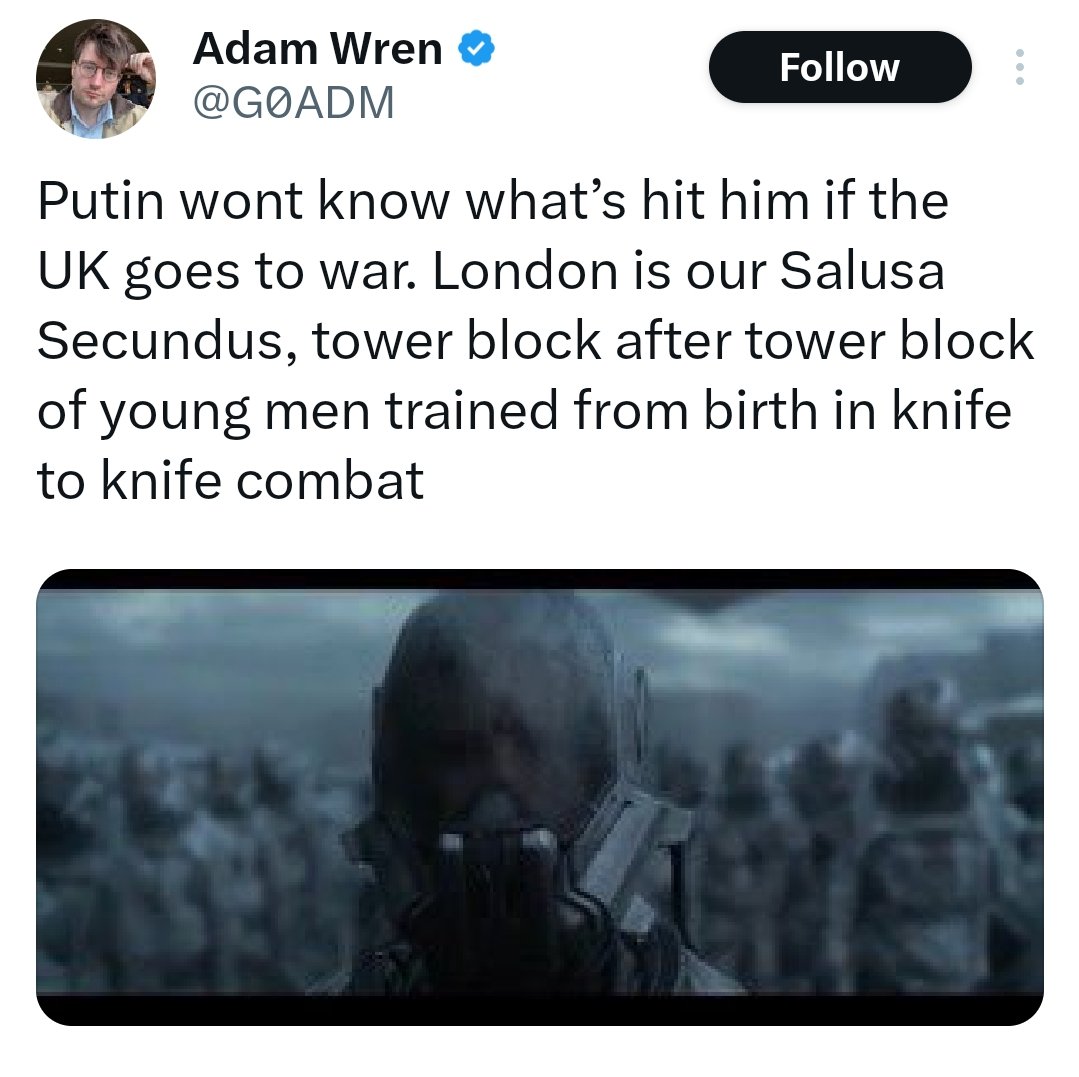 Adam Wren
@G0ADM
Follow
Putin wont know what’s hit him if the
UK goes to war. London is our Salusa
Secundus, tower block after tower block
of young men trained from birth in knife
to knife combat